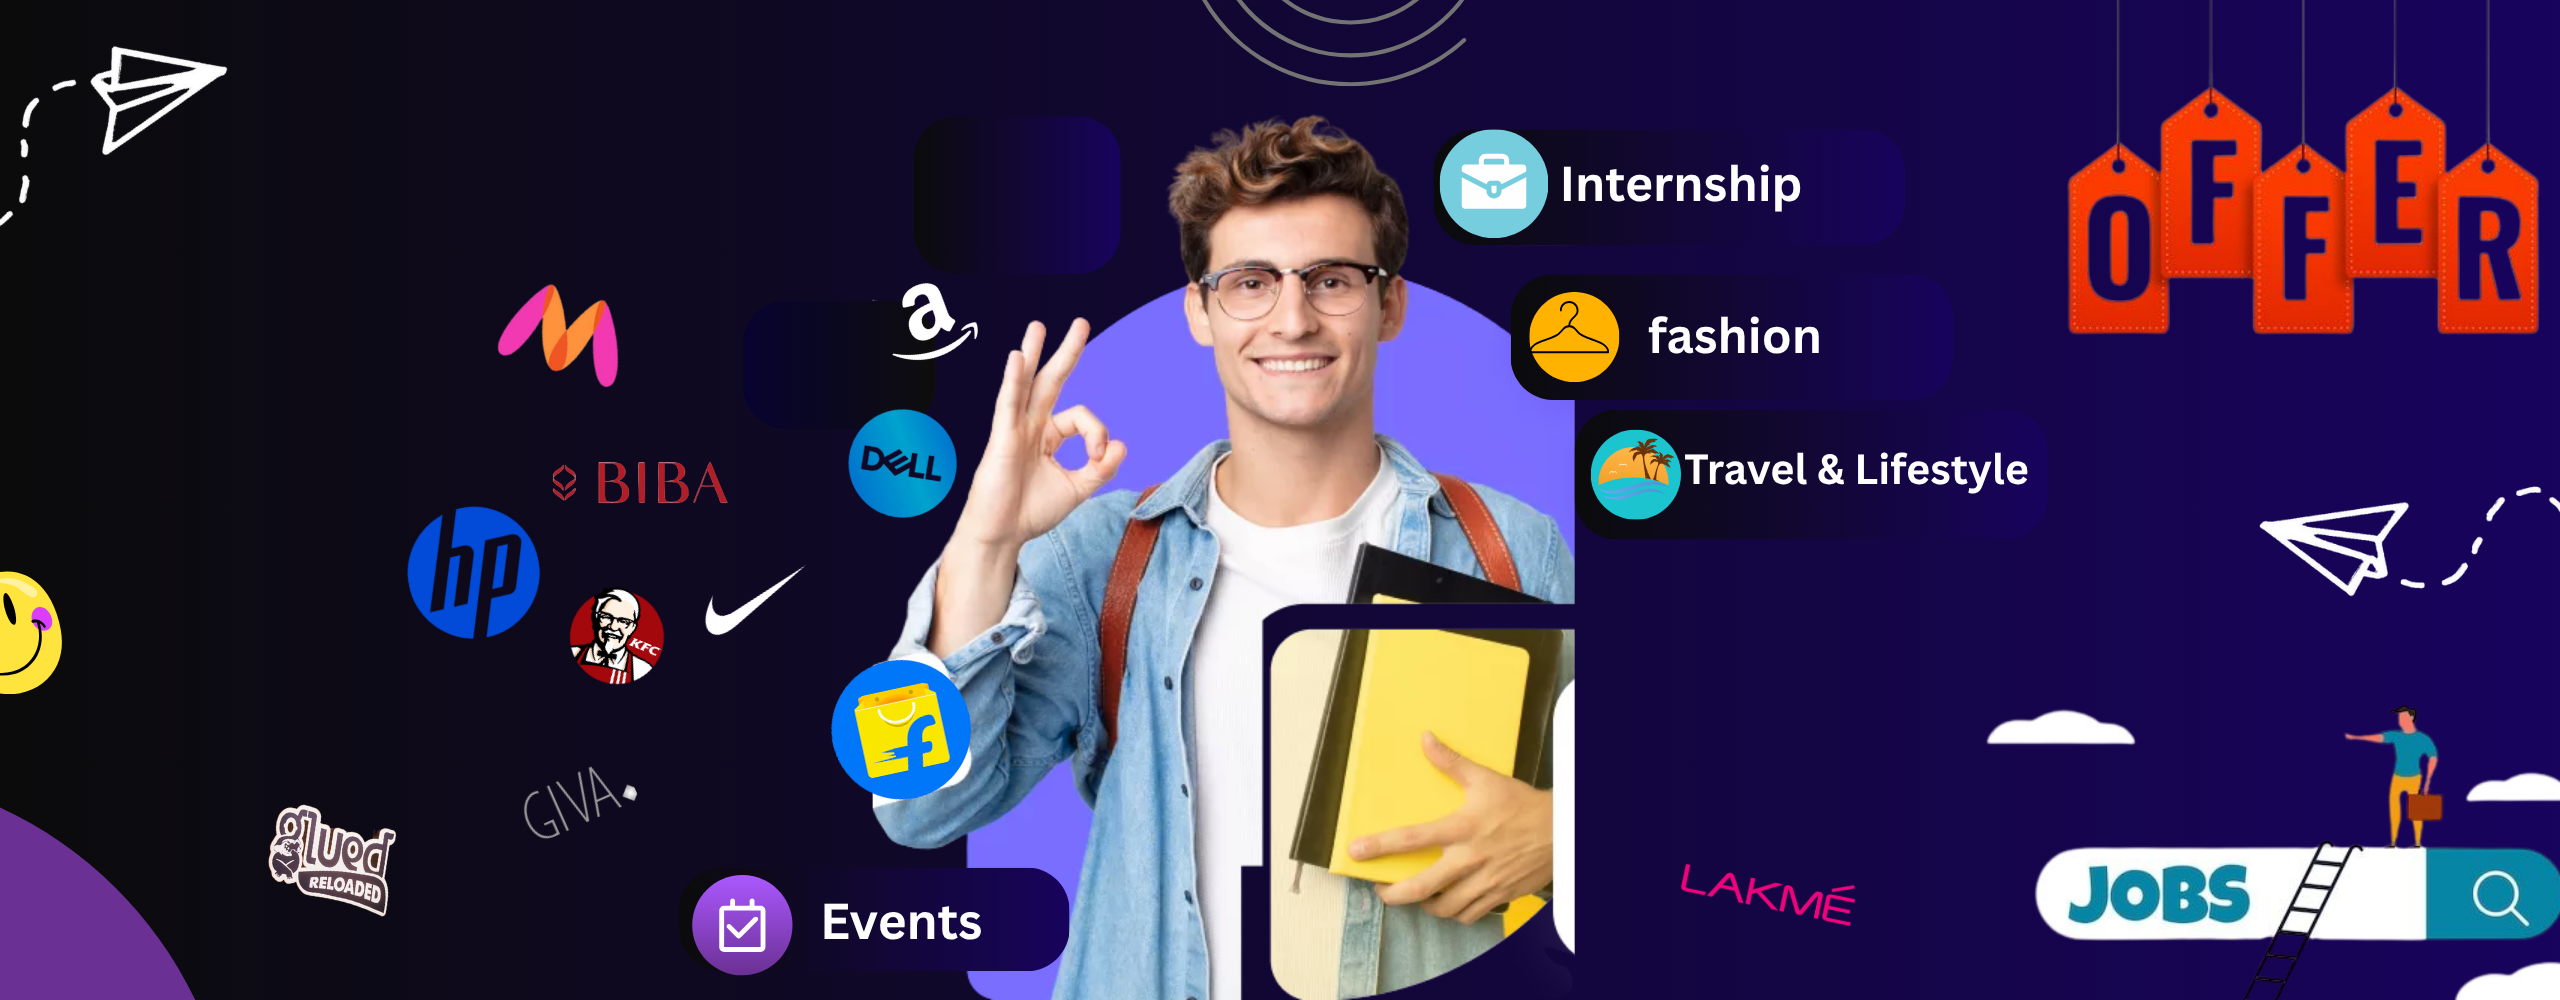 OFFER
Internship
a
fashion
DELL
Travel & Lifestyle
BIBA
hp
KFC
f
GIVA
glued
RELOADED
Events
LAKMÉ
JOBS